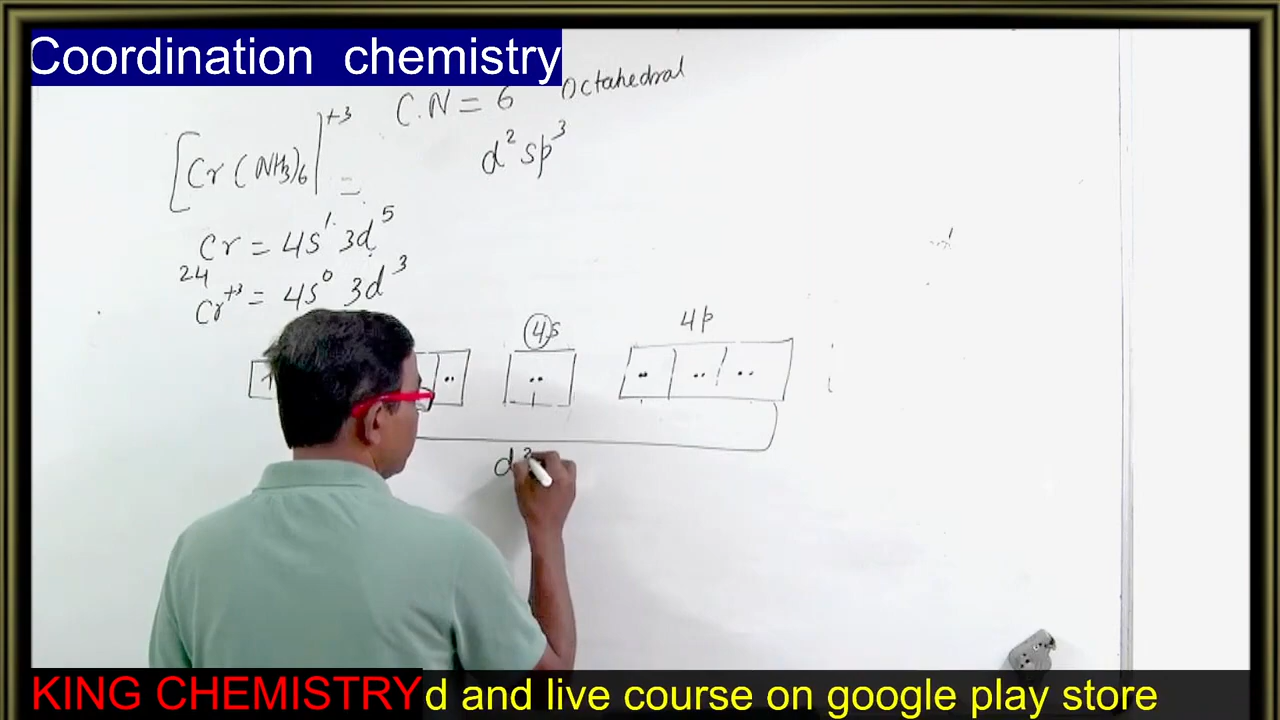 Coordination chemistry
C.N = 6 Octahedral
[Cr(NH3)6]+3 =
d2sp3
Cr = 4s1 3d5
24
Cr+3 = 4s0 3d3
4s 4p
d2
KING CHEMISTRY d and live course on google play store